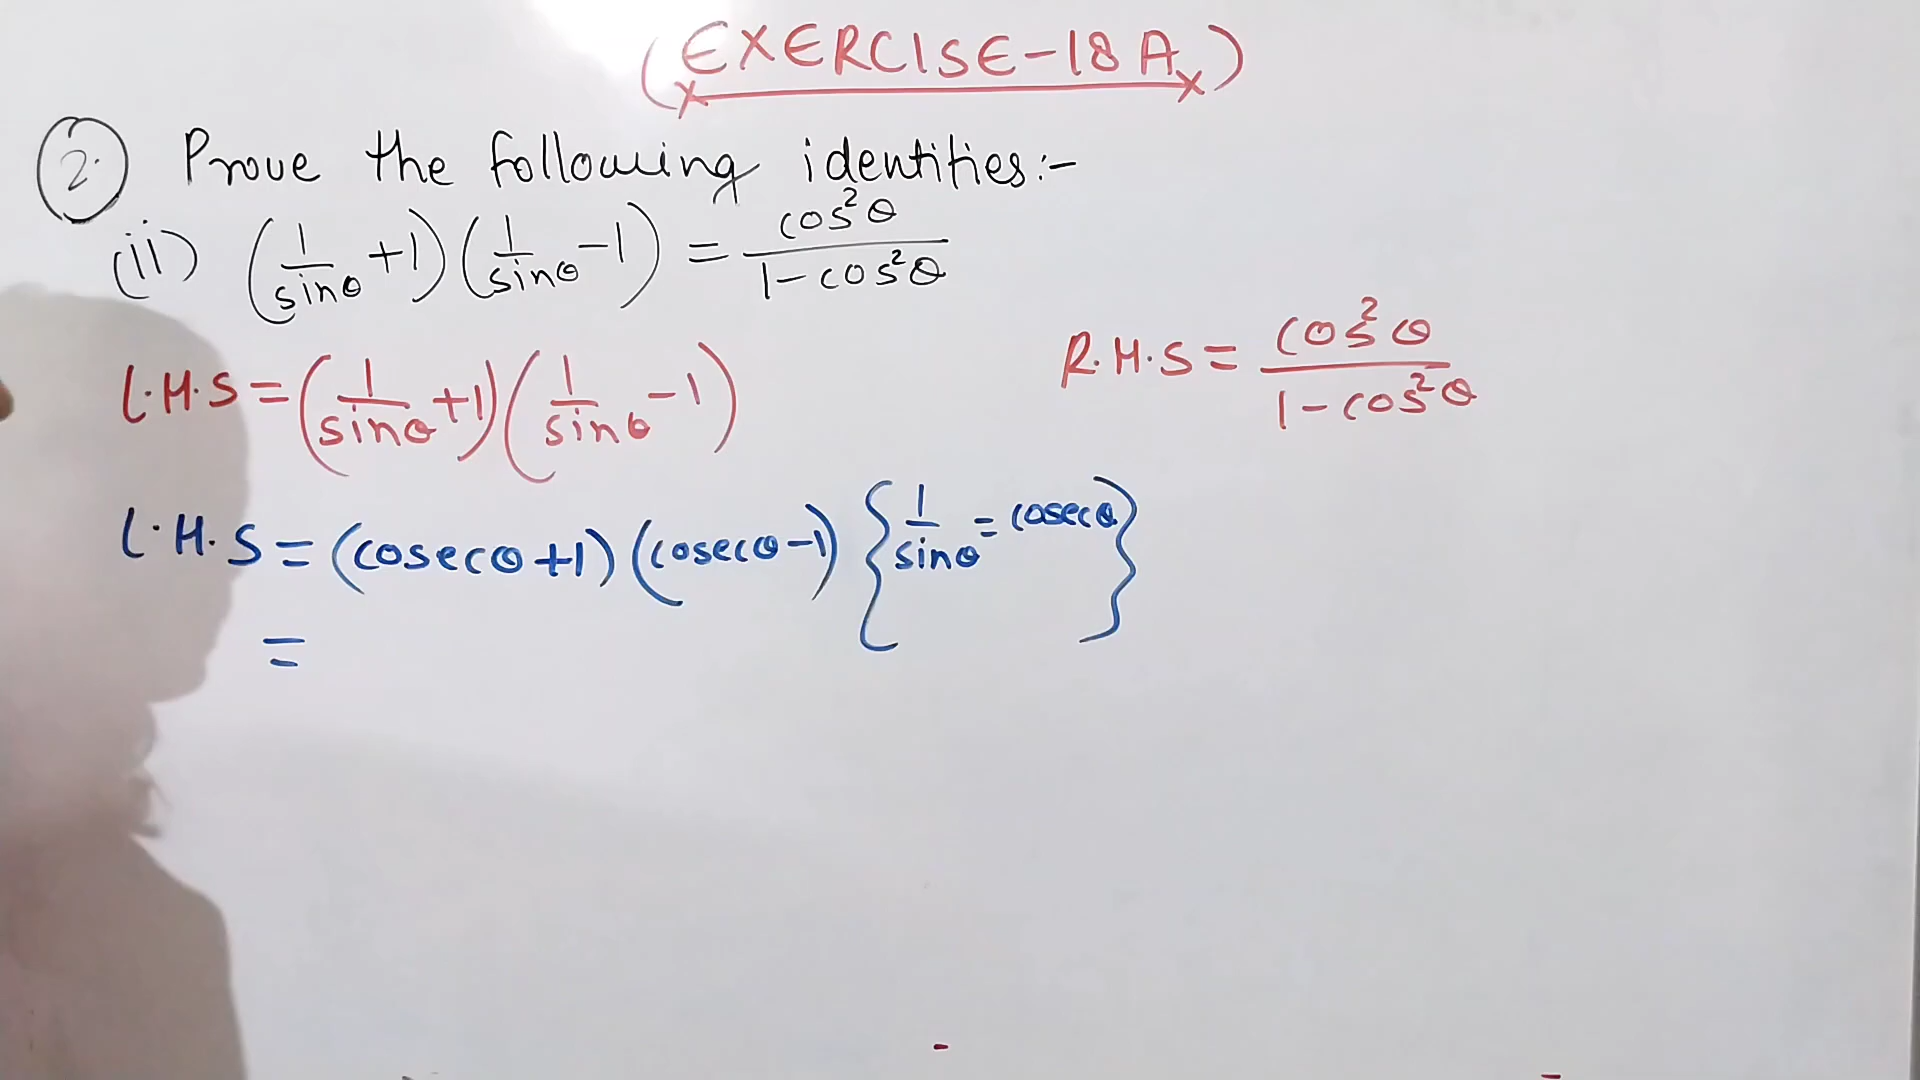 (EXERCISE-18A)
2. Prove the following identities:-
(ii) (1/sinθ +1)(1/sinθ -1) = cos²θ/1-cos²θ
L.H.S = (1/sinθ +1)(1/sinθ -1)
R.H.S = cos²θ/1-cos²θ
L.H.S = (cosecθ+1)(cosecθ-1) {1/sinθ = cosecθ}
=